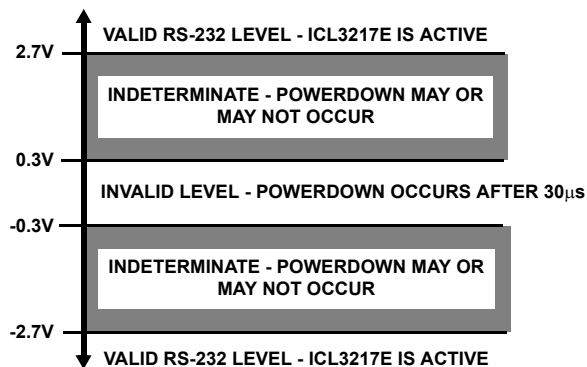 VALID RS-232 LEVEL - ICL3217E IS ACTIVE
2.7V
INDETERMINATE - POWERDOWN MAY OR
MAY NOT OCCUR
0.3V
INVALID LEVEL - POWERDOWN OCCURS AFTER 30μs
-0.3V
INDETERMINATE - POWERDOWN MAY OR
MAY NOT OCCUR
-2.7V
VALID RS-232 LEVEL - ICL3217E IS ACTIVE